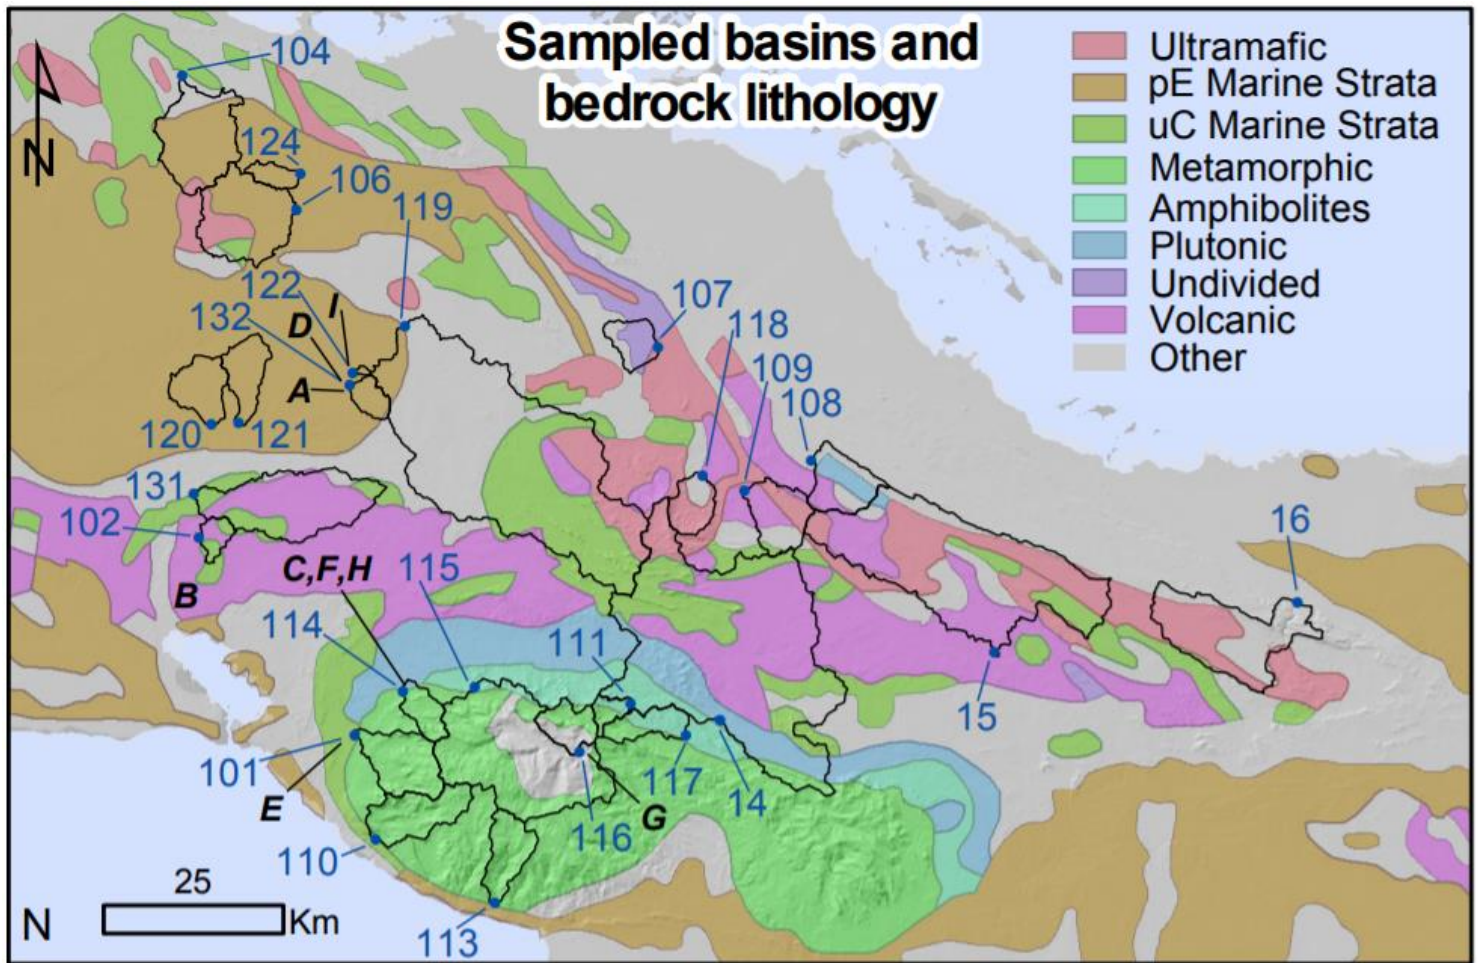 Sampled basins and
bedrock lithology
Ultramafic
pE Marine Strata
uC Marine Strata
Metamorphic
Amphibolites
Plutonic
Undivided
Volcanic
Other
N
104
124
106
119
122
I
132
D
A
107
118
109
108
120
121
131
102
B
C,F,H
115
114
111
16
15
101
E
117
14
116
G
110
113
25
Km
N